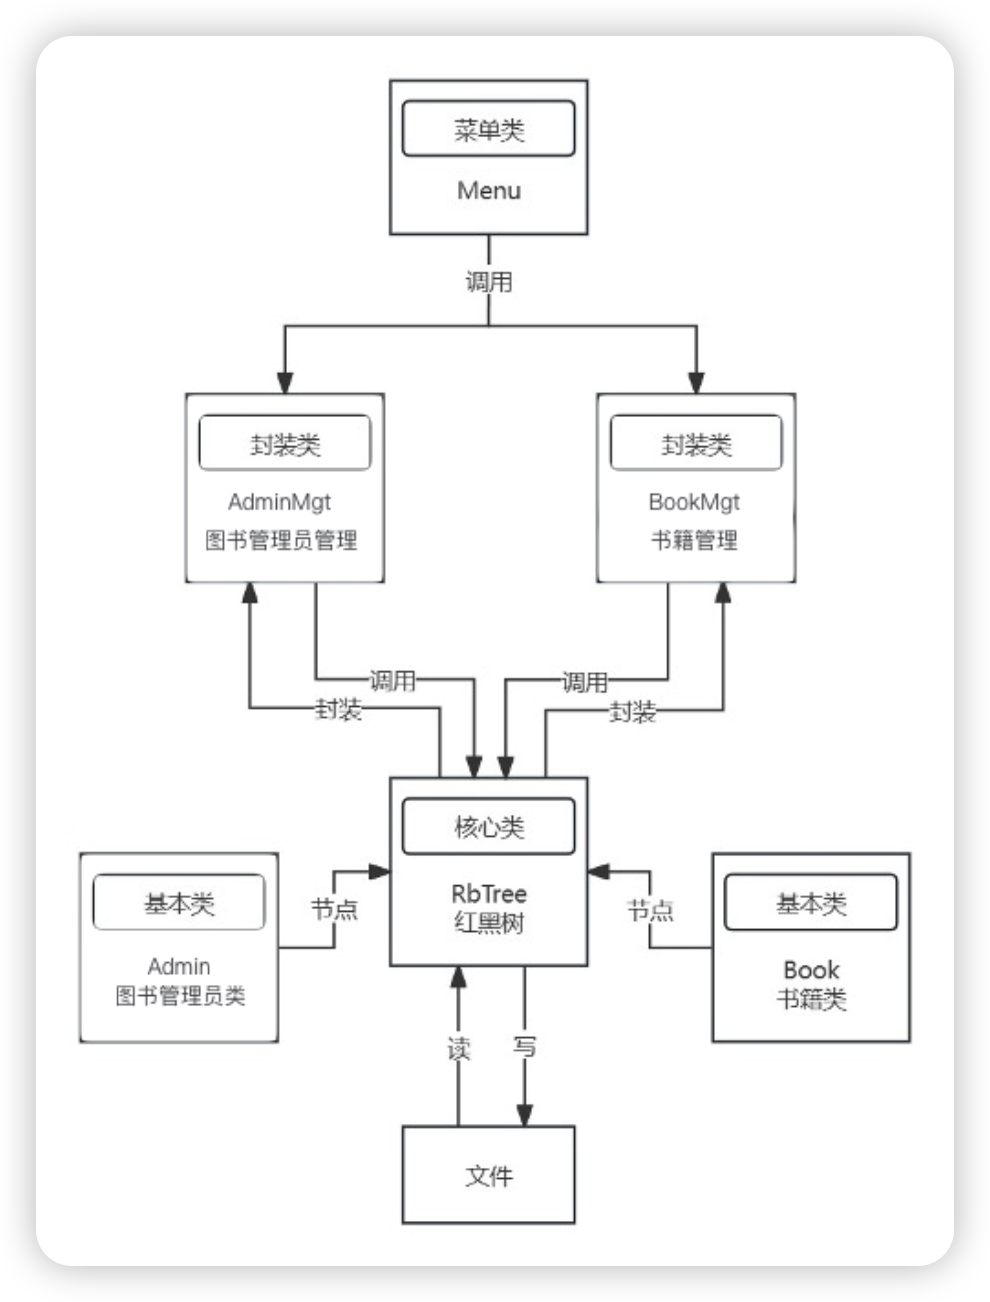 菜单类
Menu
调用
封装类
AdminMgt
图书管理员管理
封装类
BookMgt
书籍管理
调用
封装
调用
封装
核心类
RbTree
红黑树
基本类
Admin
图书管理员类
节点
节点
基本类
Book
书籍类
读
写
文件